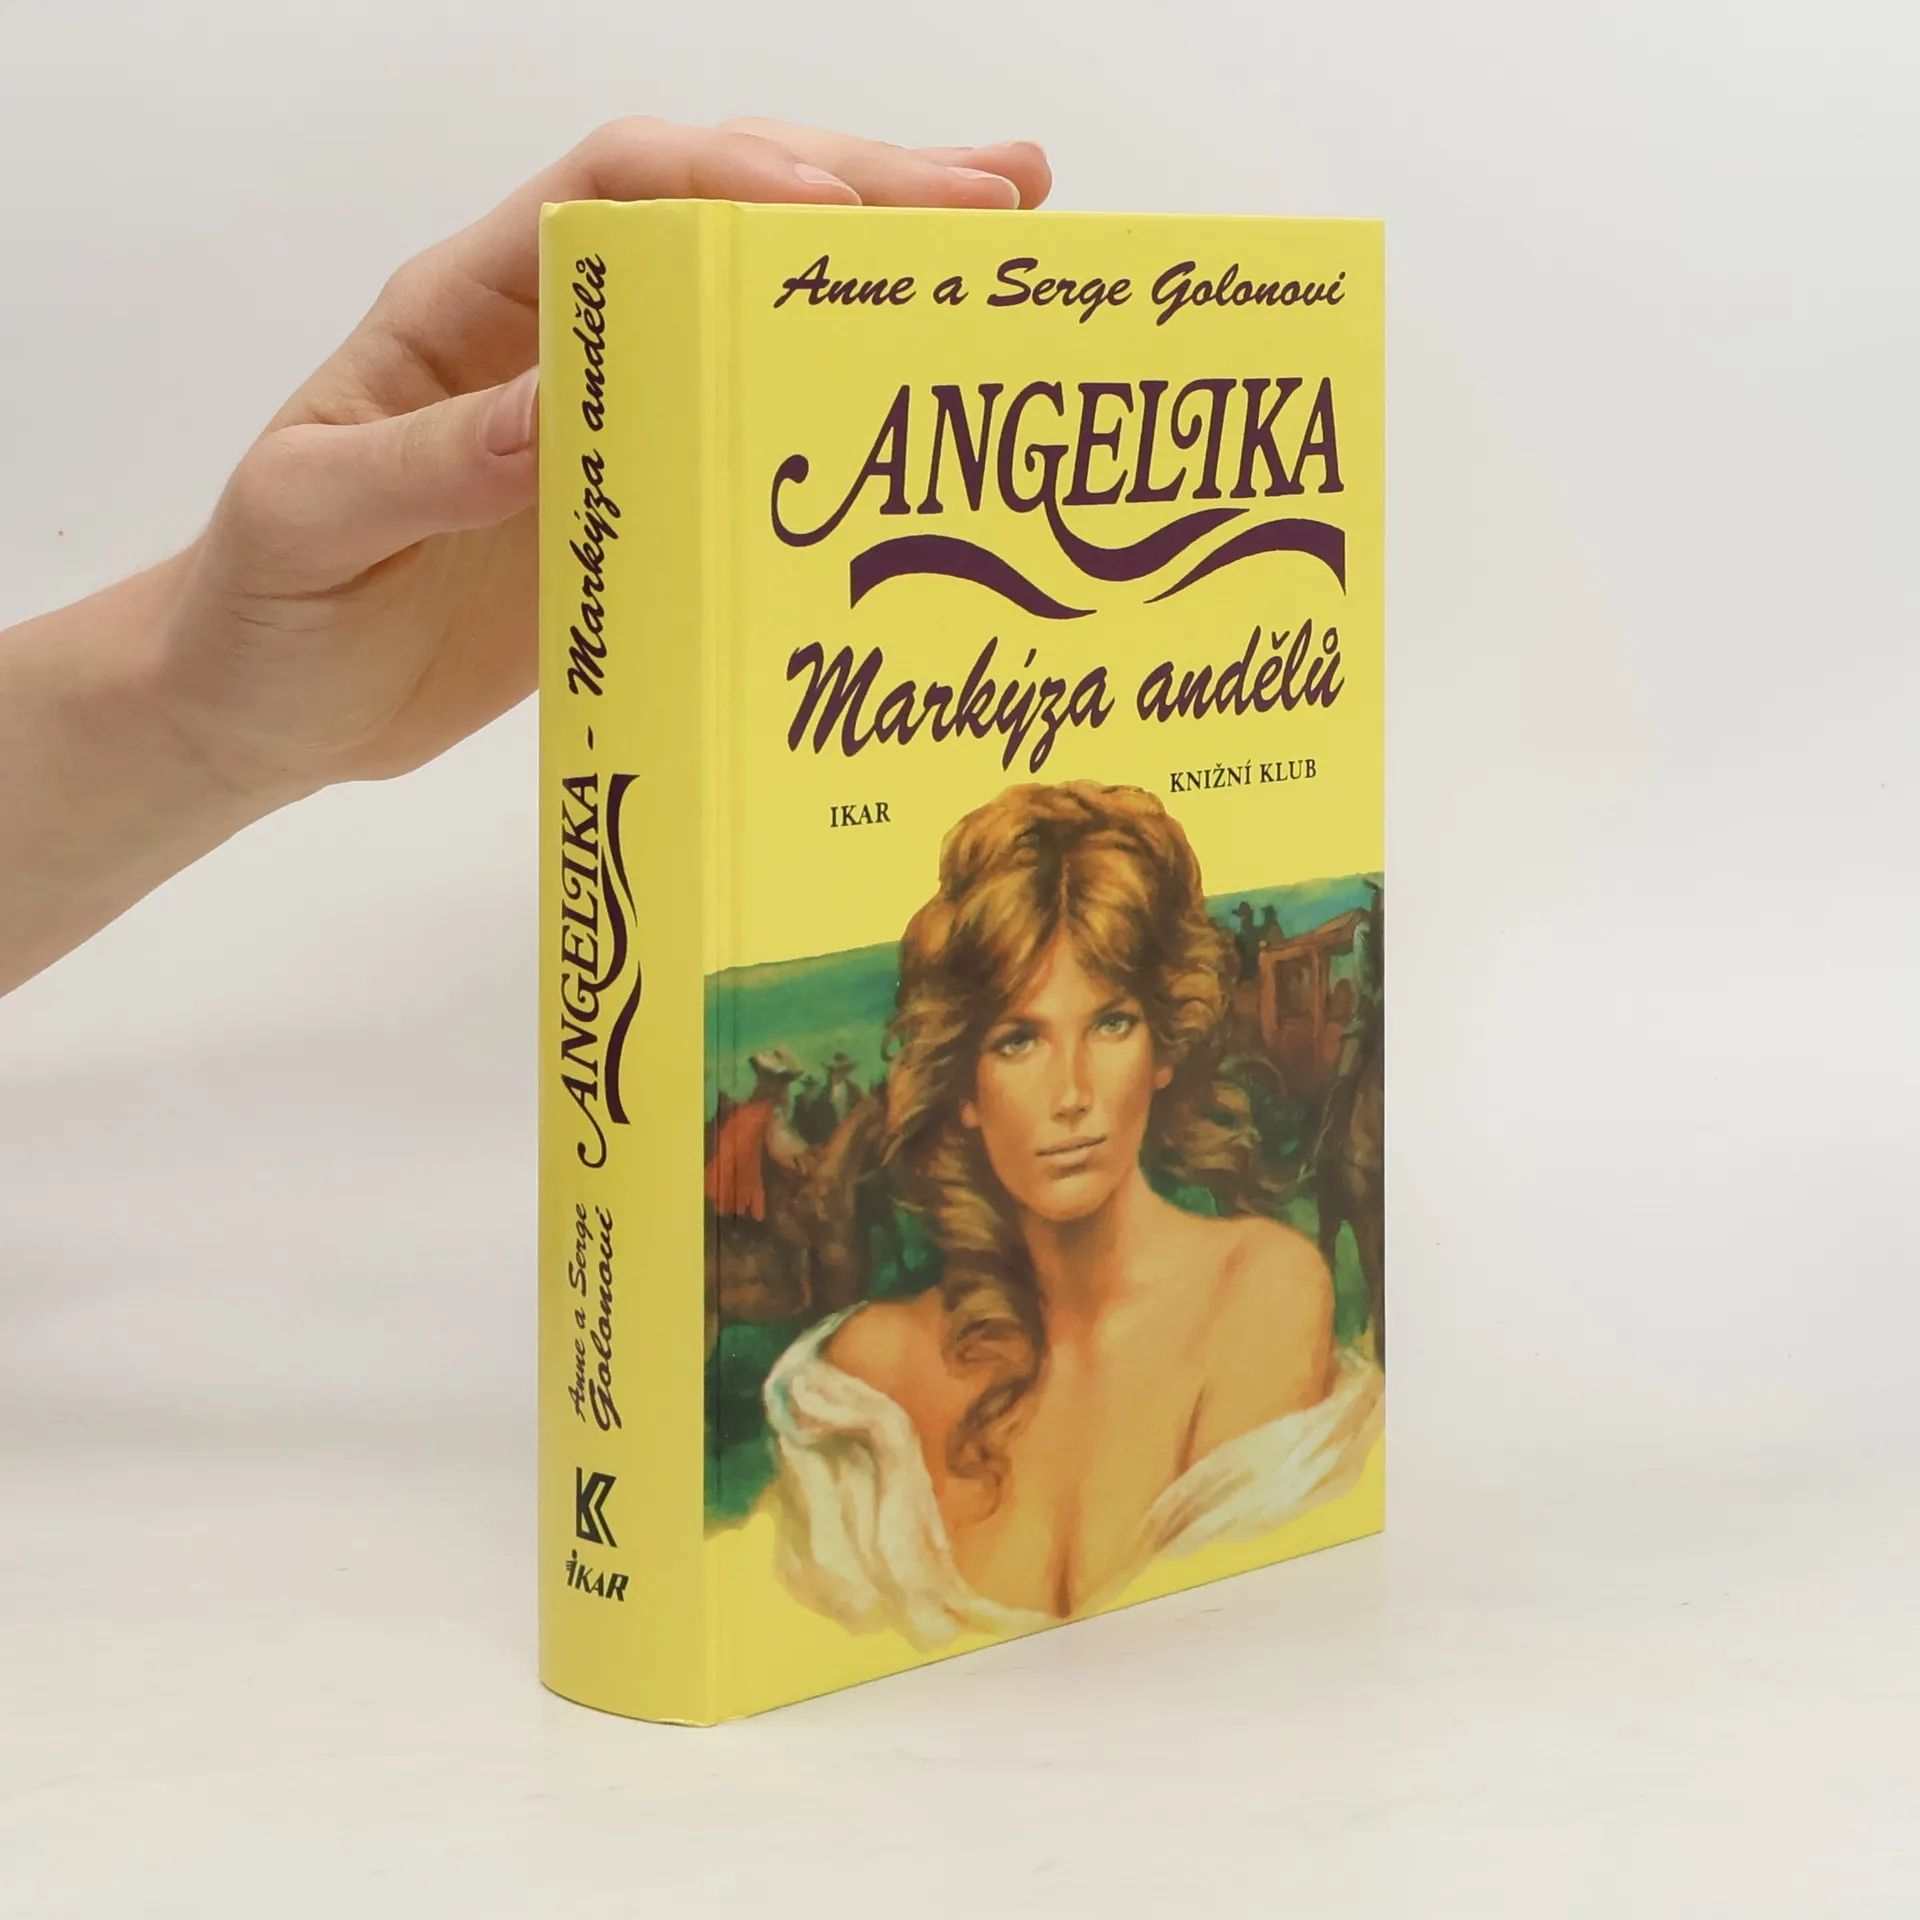 Anne a Serge Golonovi
ANGELIKA
Markýza andělů
IKAR
KNIŽNÍ KLUB
Anne a Serge
Golonovi
ANGELIKA - Markýza andělů
IKAR